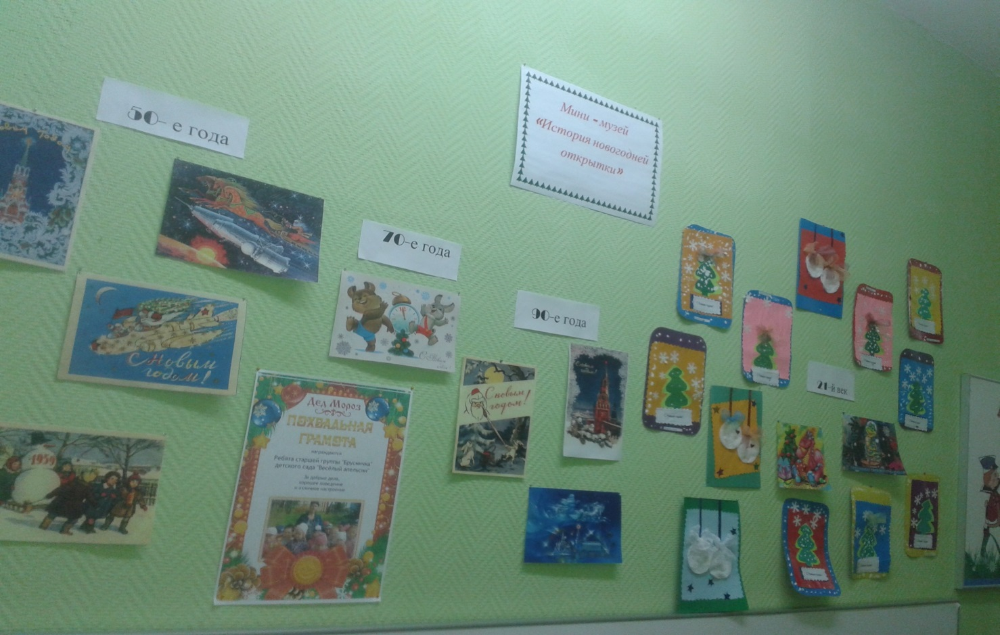 Мини - музей
«История новогодней
открытки»
50- е года
70-е года
90-е года
21-й век
С Новым
годом!
1959
С новым
годом!
Дед Мороз
ПОХВАЛЬНАЯ
ГРАМОТА
награждаются
Ребята старшей группы "Брусничка"
детского сада "Весёлый апельсин"
За добрые дела,
хорошее поведение
и отличное настроение